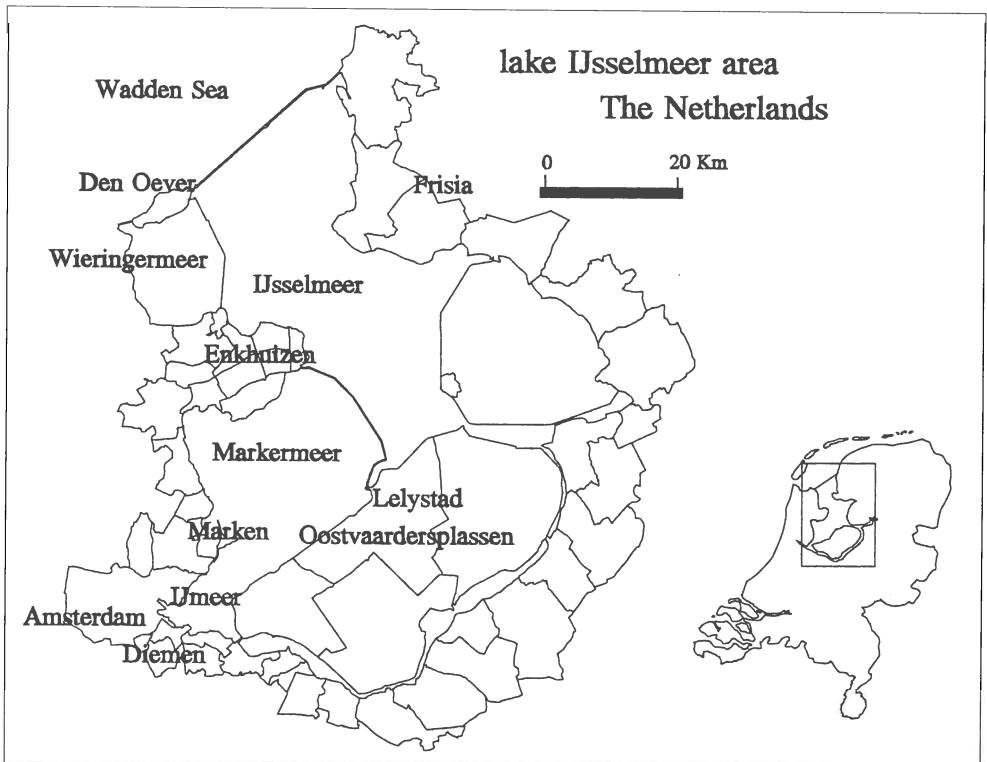 lake IJsselmeer area
The Netherlands
Wadden Sea
0 20 Km
Den Oever
Frisia
Wieringermeer
IJsselmeer
Enkhuizen
Markermeer
Lelystad
Marken
Oostvaardersplassen
IJmeer
Amsterdam
Diemen